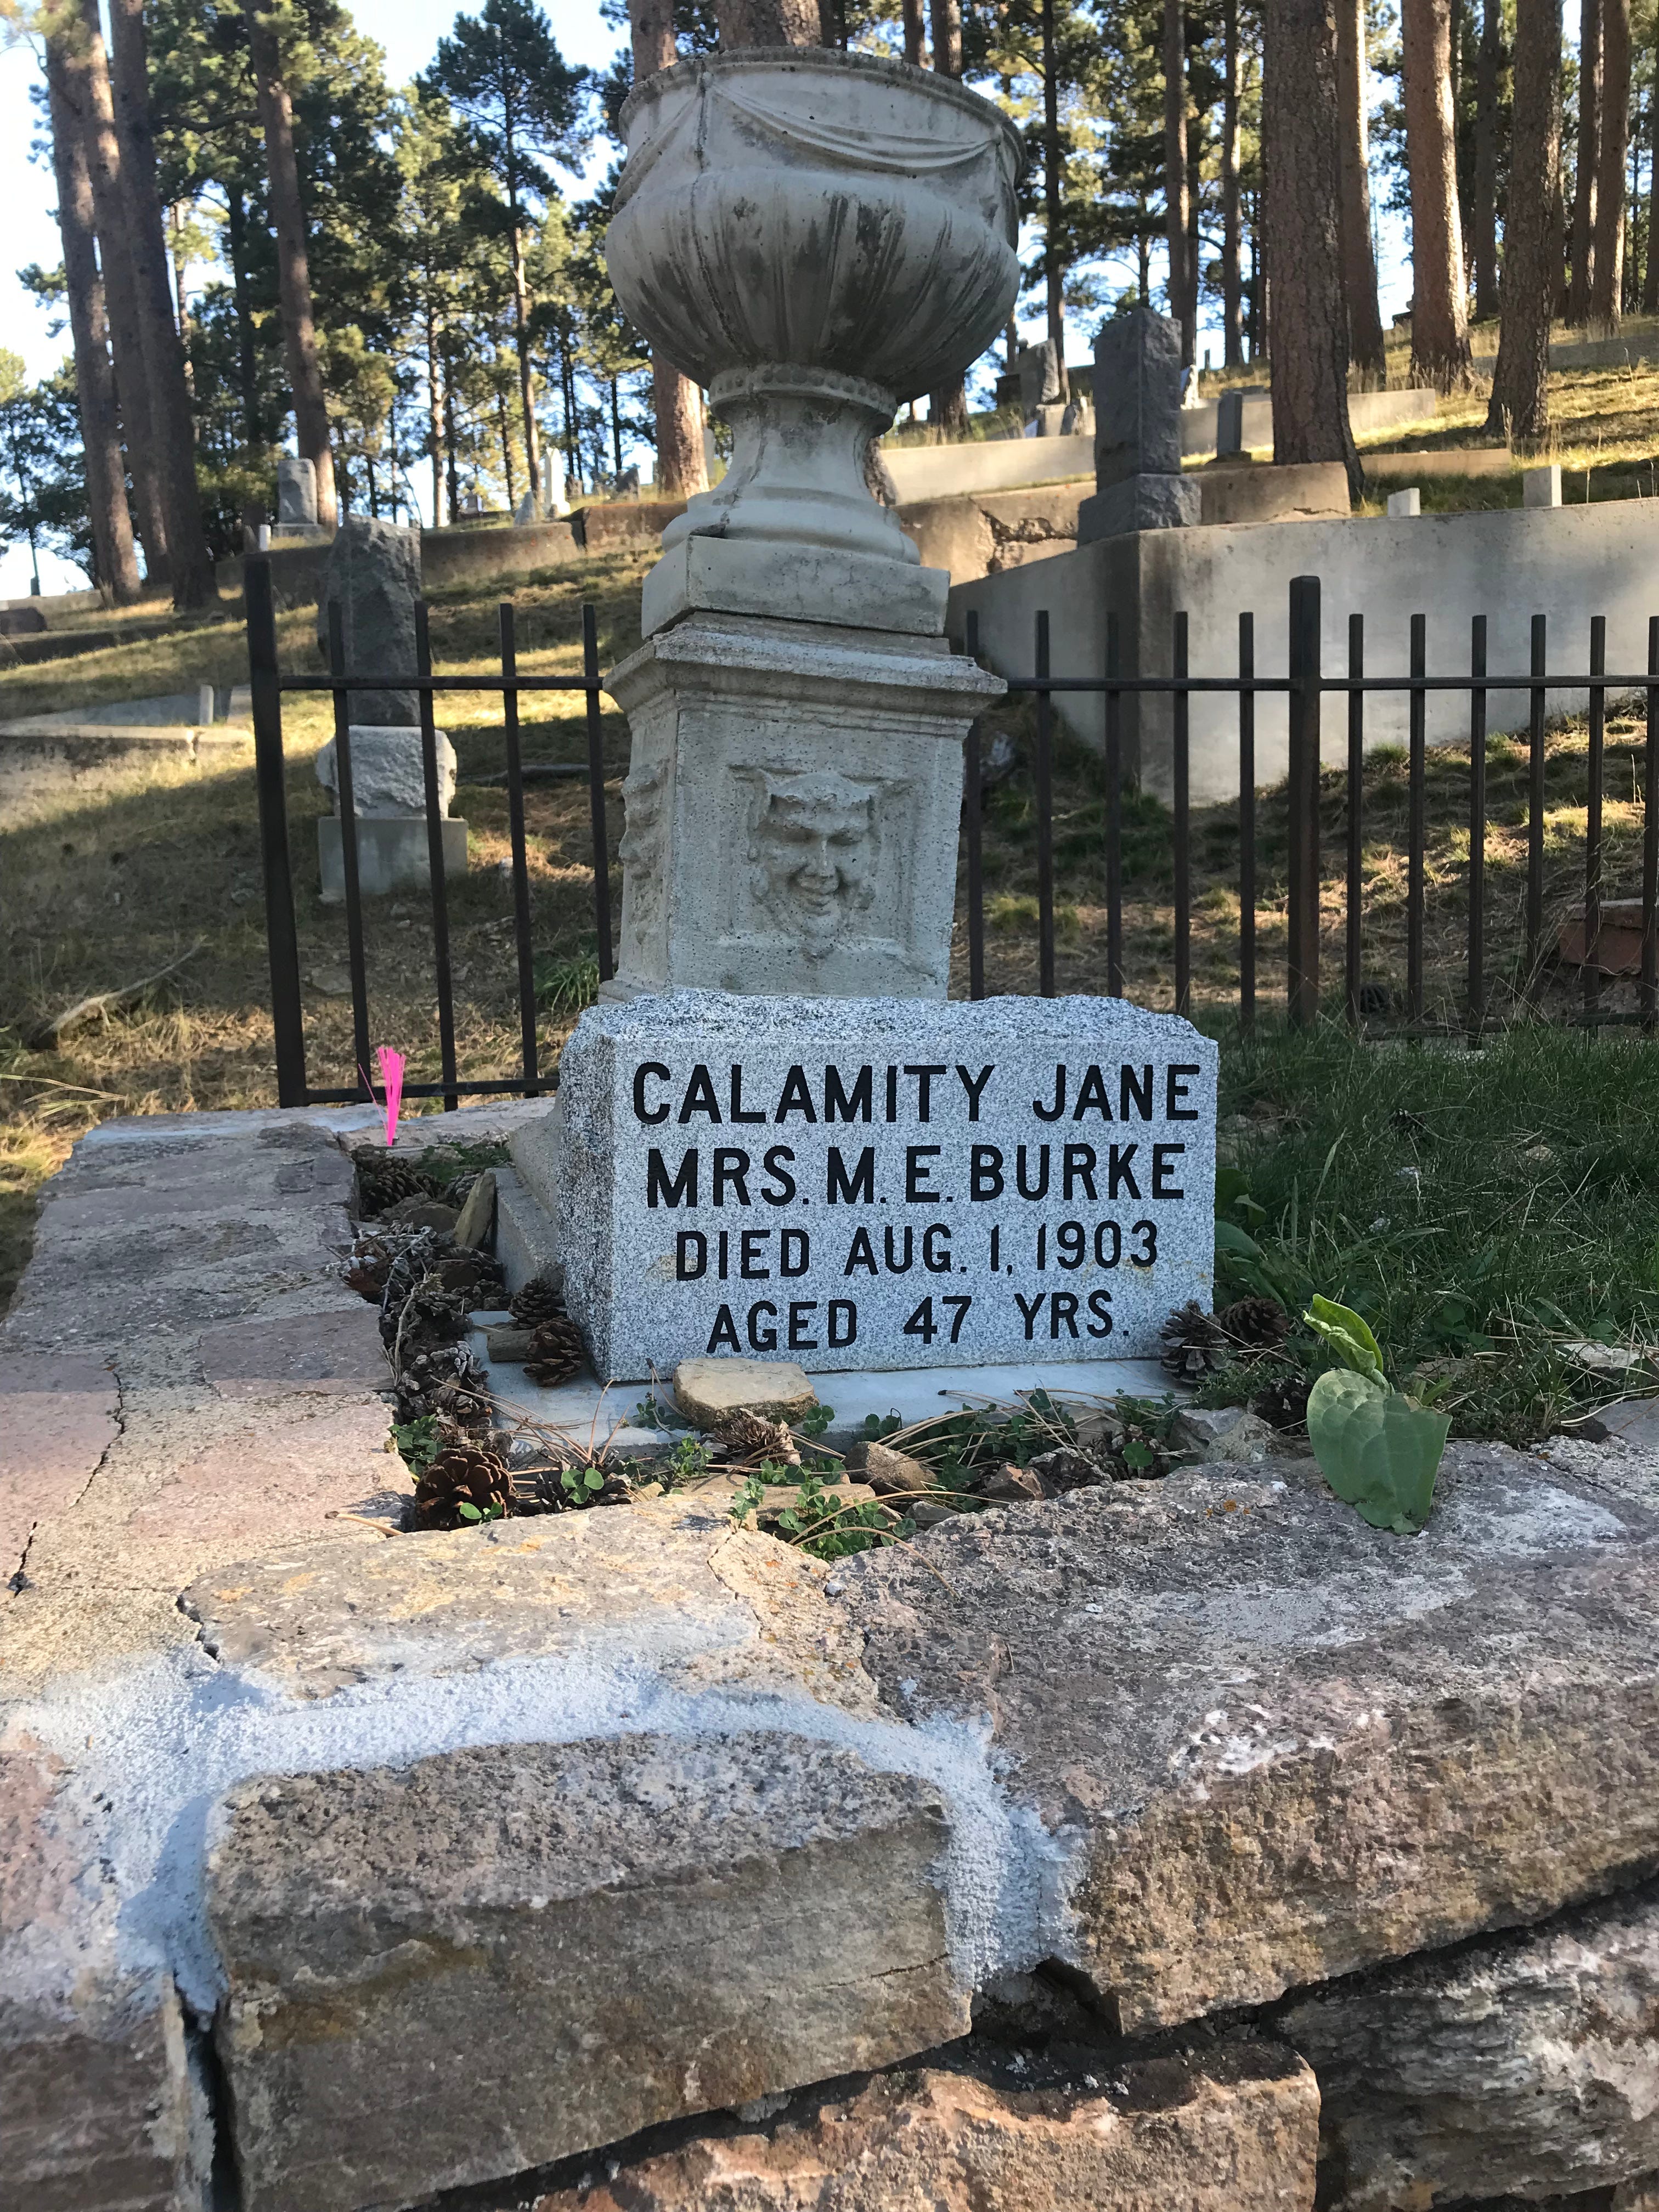 CALAMITY JANE
MRS. M. E. BURKE
DIED AUG. 1, 1903
AGED 47 YRS.